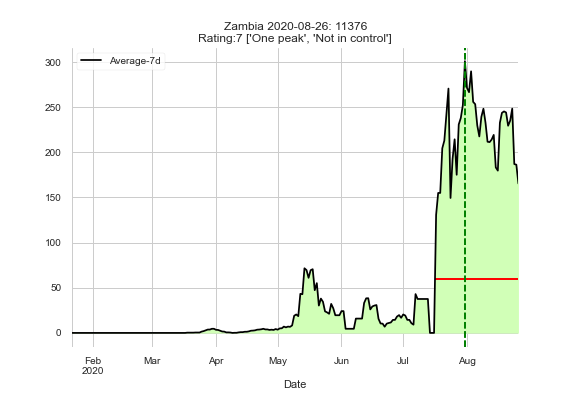 Zambia 2020-08-26: 11376
Rating:7 ['One peak', 'Not in control']
Average-7d
300
250
200
150
100
50
0
Feb Mar Apr May Jun Jul Aug
2020
Date